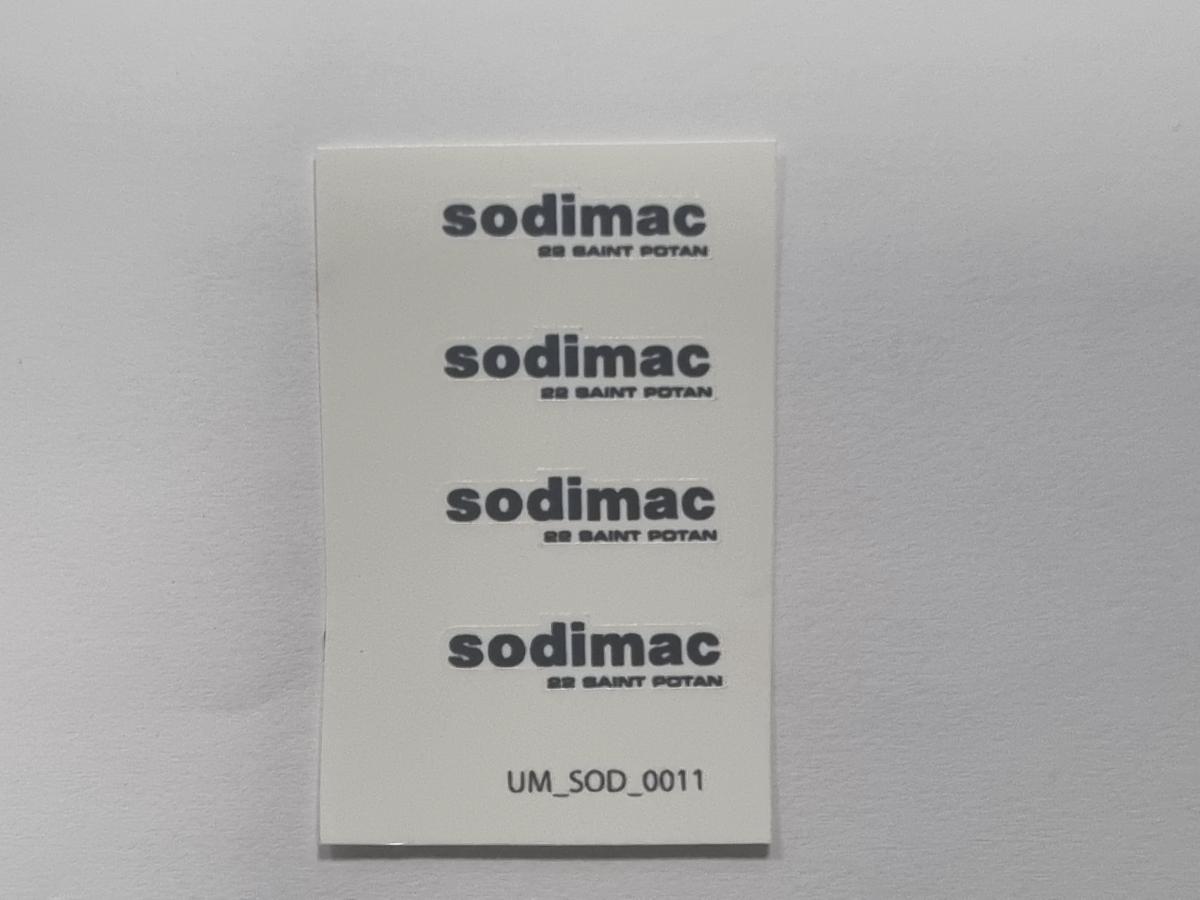 sodimac
22 SAINT POTAN
sodimac
22 SAINT POTAN
sodimac
22 SAINT POTAN
sodimac
22 SAINT POTAN
UM_SOD_0011